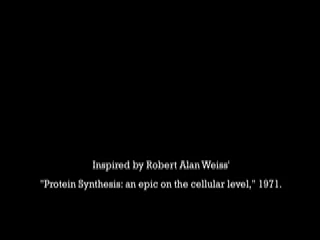 Inspired by Robert Alan Weiss'
"Protein Synthesis: an epic on the cellular level," 1971.